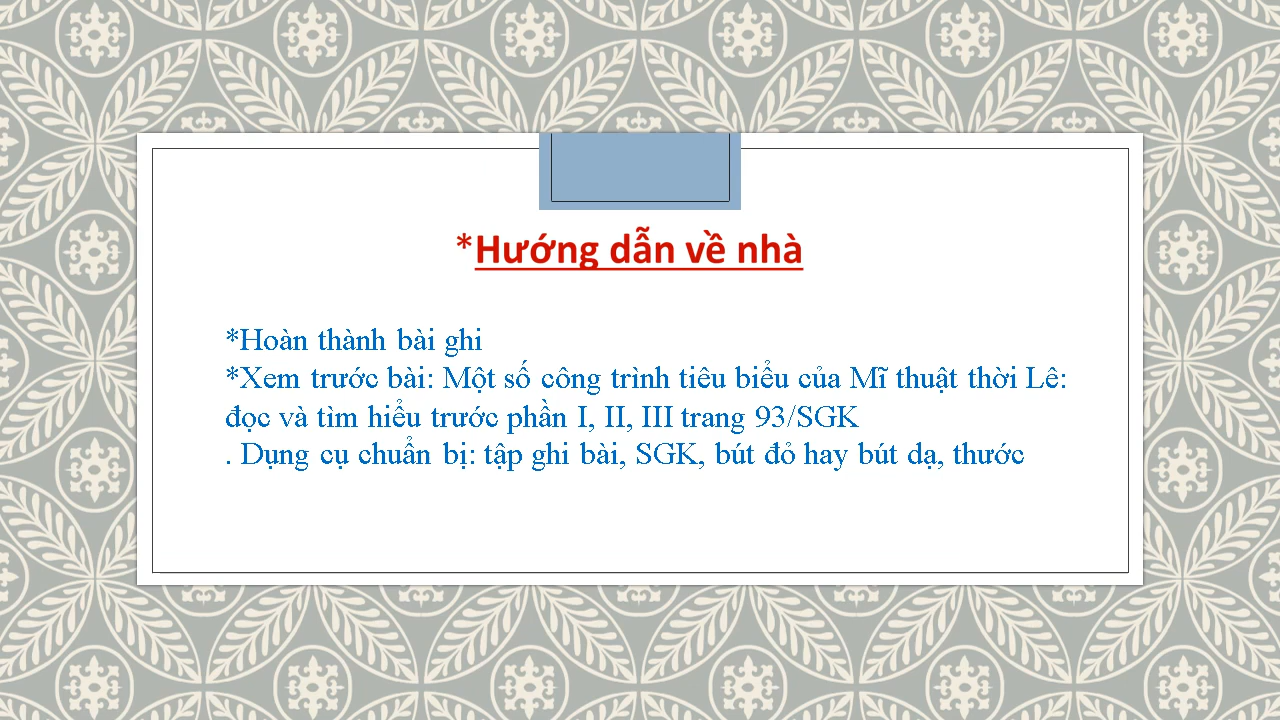 *Hướng dẫn về nhà
*Hoàn thành bài ghi
*Xem trước bài: Một số công trình tiêu biểu của Mĩ thuật thời Lê:
đọc và tìm hiểu trước phần I, II, III trang 93/SGK
. Dụng cụ chuẩn bị: tập ghi bài, SGK, bút đỏ hay bút dạ, thước